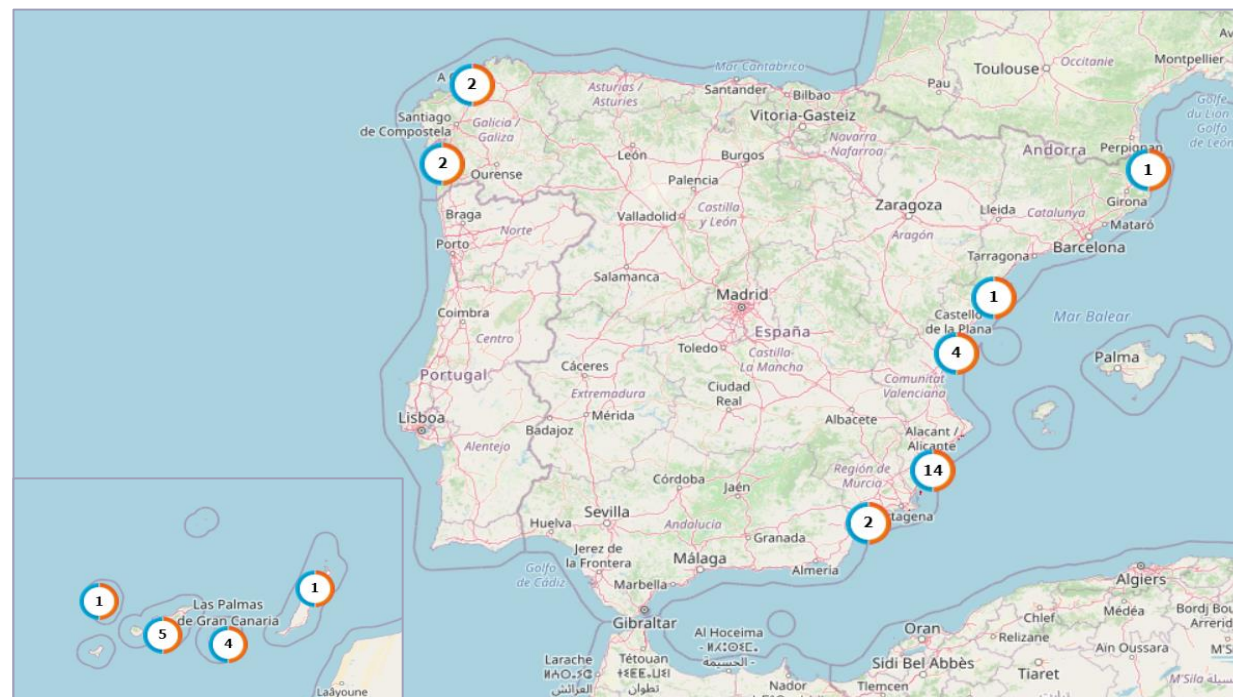 Toulouse
Occitanie
Montpellier
Golfe
du Lion
Golfo
de León
Mar Cantábrico
Pau
Santander
Bilbao
Vitoria-Gasteiz
Asturias /
Asturies
A
2
Santiago
de Compostela
Galicia /
Galiza
Navarra -
Nafarroa
Andorra
Perpignan
1
Girona
León
Burgos
2
Ourense
Palencia
Zaragoza
Lleida
Catalunya
Mataró
Barcelona
Braga
Norte
Valladolid
Castilla
y León
Aragón
Tarragona
Porto
Salamanca
Madrid
1
Castelló
de la Plana
Mar Balear
Coimbra
Centro
España
4
Toledo
Castilla-
La Mancha
Palma
Portugal
Cáceres
Extremadura
Ciudad
Real
Comunitat
Valenciana
Lisboa
Mérida
Badajoz
Albacete
Alacant /
Alicante
Alentejo
14
Región de
Murcia
Córdoba
Jaén
Huelva
Sevilla
Andalucía
2
rtagena
Granada
Jerez de
la Frontera
Málaga
Almería
Golfo
de Cádiz
Marbella
Gibraltar
Algiers
Médéa
Chlef
Relizane
Oran
Al Hoceima
الحسيمة -
Sidi Bel Abbès
Tiaret
Aïn Oussara
Larache
العرائش
Tétouan
تطوان
Nador
Tlemcen
M'Sila
1
1
Las Palmas
de Gran Canaria
5
4
Laâyoune